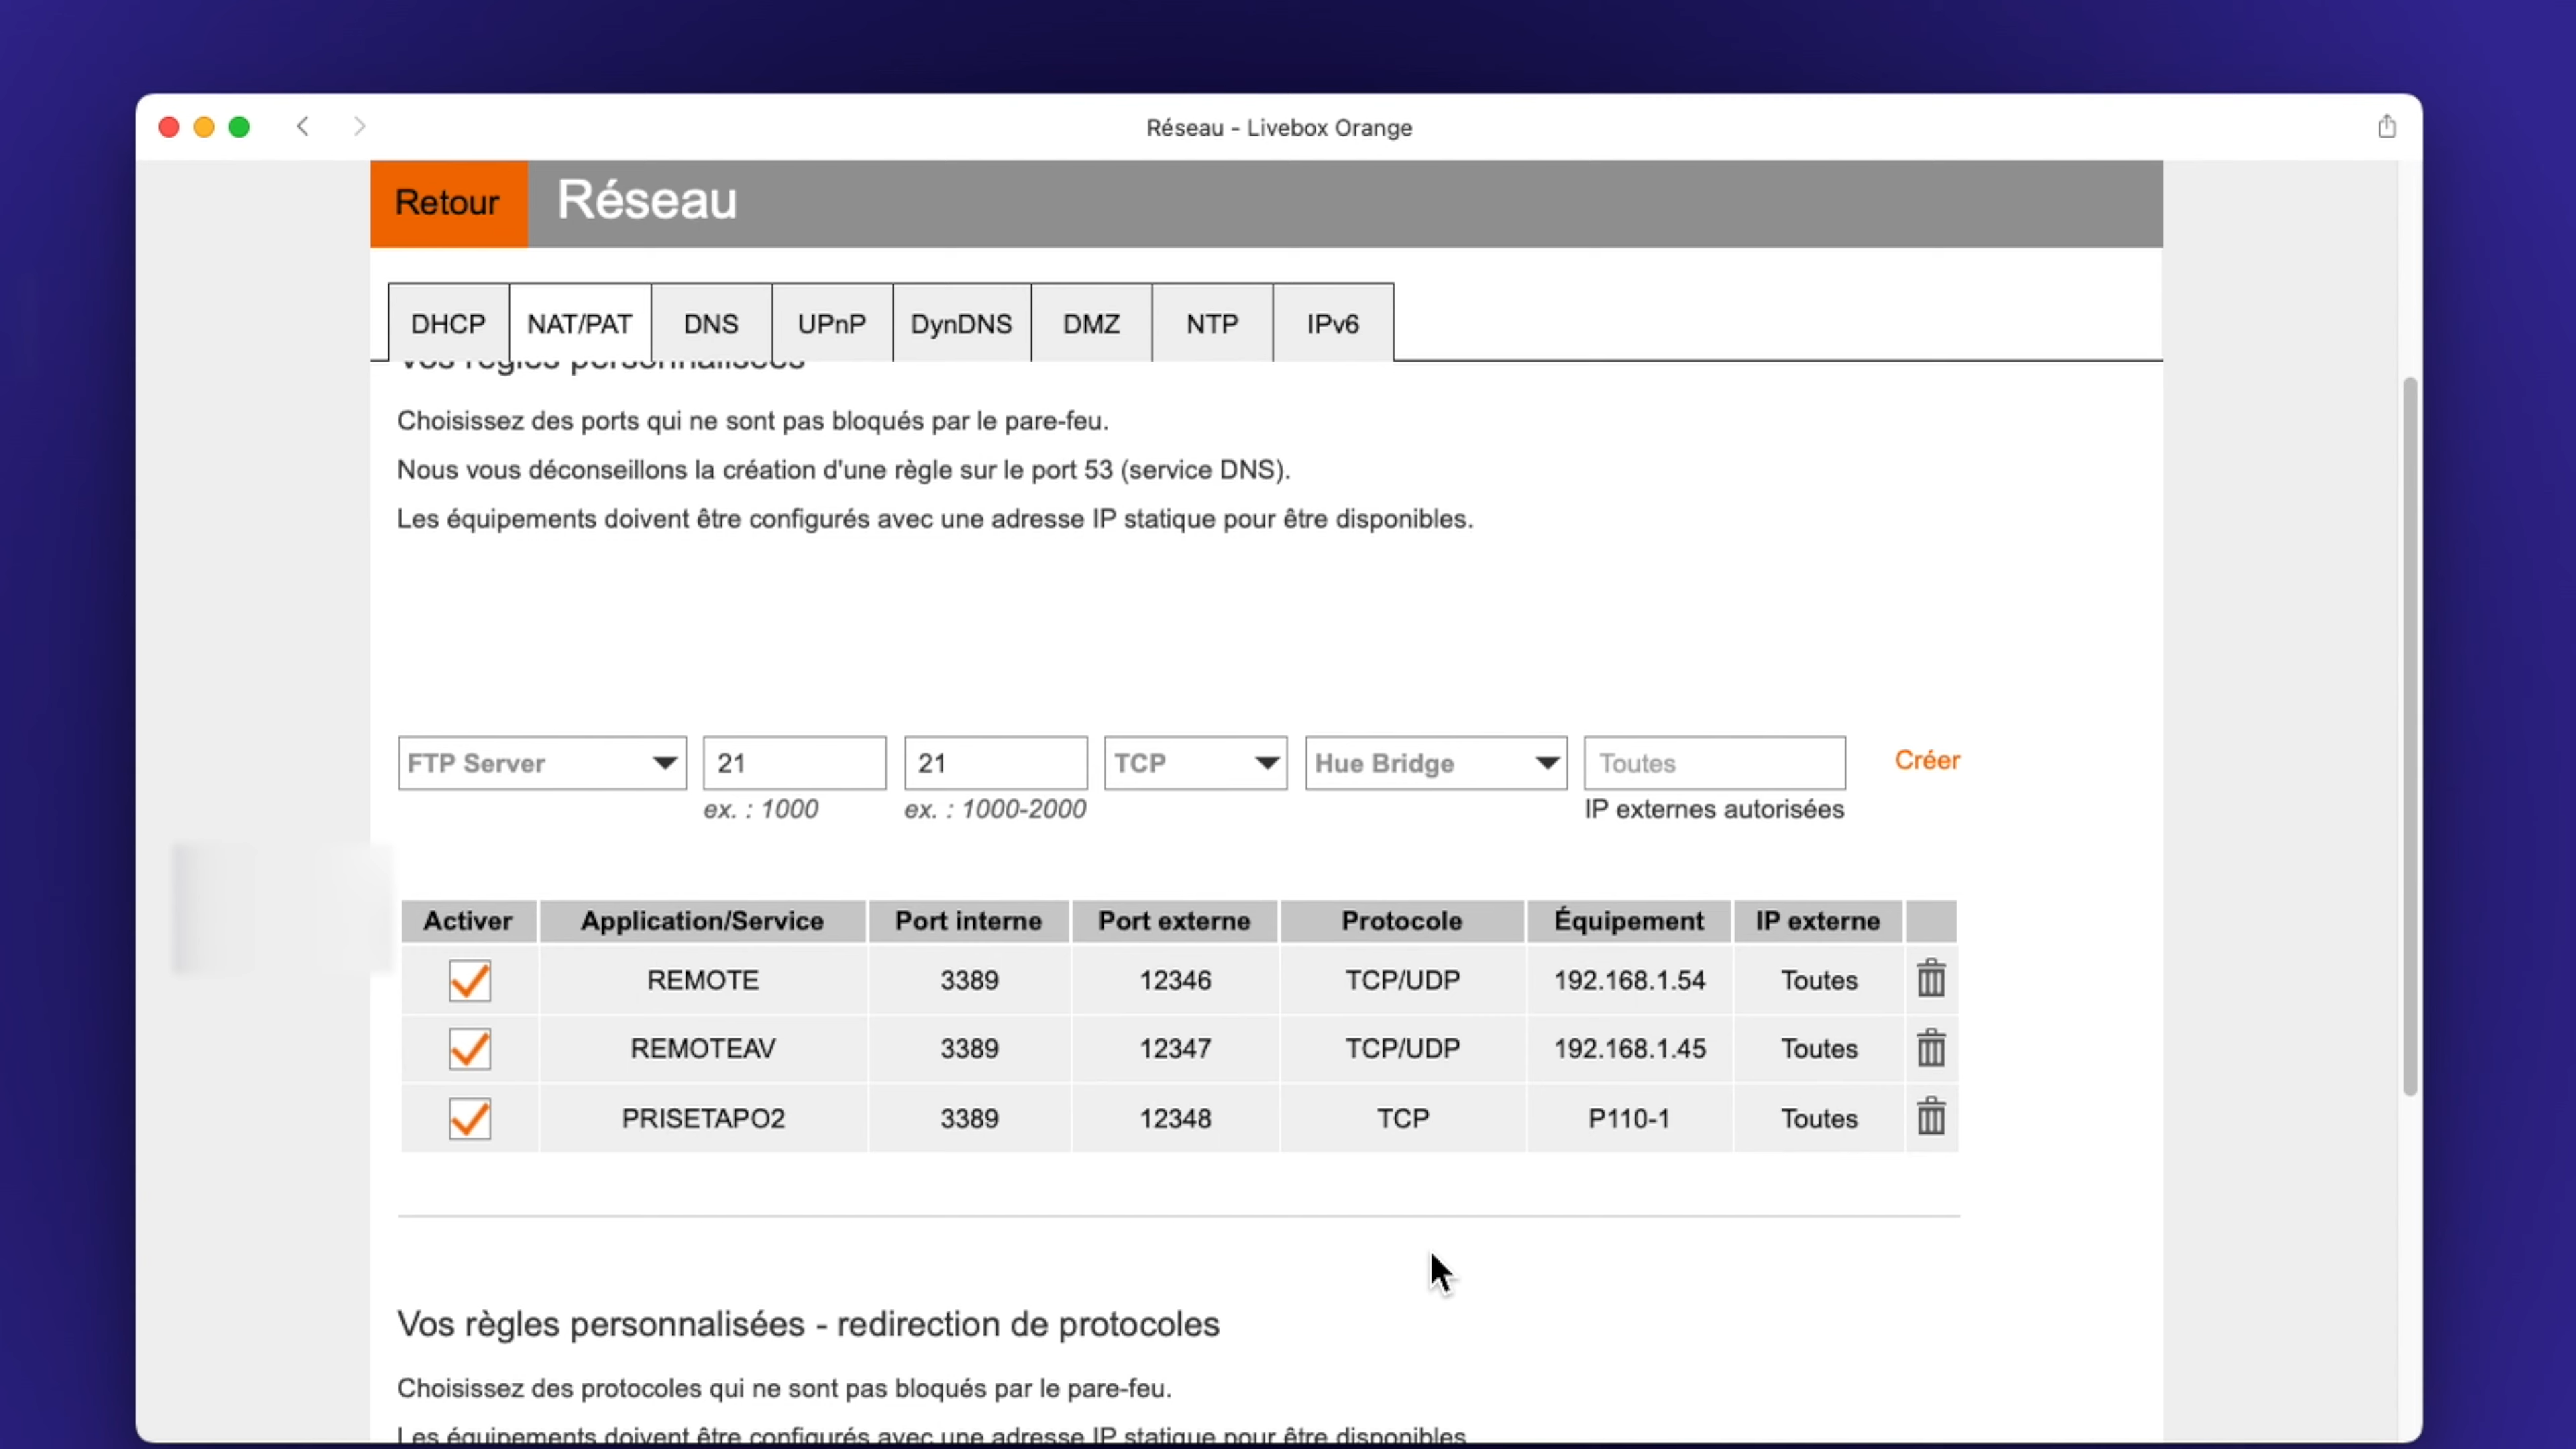 Réseau - Livebox Orange
Retour Réseau
DHCP NAT/PAT DNS UPnP DynDNS DMZ NTP IPv6
Vos règles personnalisées
Choisissez des ports qui ne sont pas bloqués par le pare-feu.
Nous vous déconseillons la création d'une règle sur le port 53 (service DNS).
Les équipements doivent être configurés avec une adresse IP statique pour être disponibles.
FTP Server 21 21 TCP Hue Bridge Toutes Créer
ex. : 1000 ex. : 1000-2000 IP externes autorisées
Activer Application/Service Port interne Port externe Protocole Équipement IP externe
REMOTE 3389 12346 TCP/UDP 192.168.1.54 Toutes
REMOTEAV 3389 12347 TCP/UDP 192.168.1.45 Toutes
PRISETAPO2 3389 12348 TCP P110-1 Toutes
Vos règles personnalisées - redirection de protocoles
Choisissez des protocoles qui ne sont pas bloqués par le pare-feu.
Les équipements doivent être configurés avec une adresse IP statique pour être disponibles